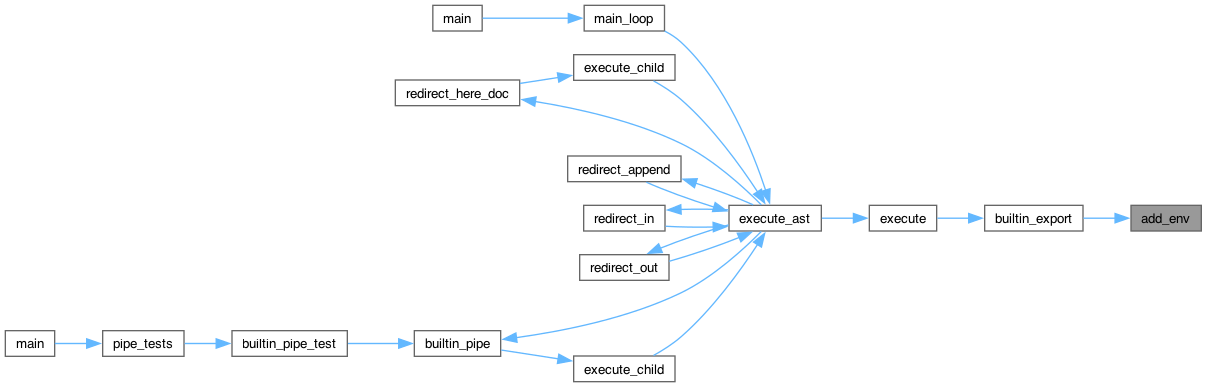 main
main_loop
execute_child
redirect_here_doc
redirect_append
redirect_in
execute_ast
execute
builtin_export
add_env
redirect_out
main
pipe_tests
builtin_pipe_test
builtin_pipe
execute_child